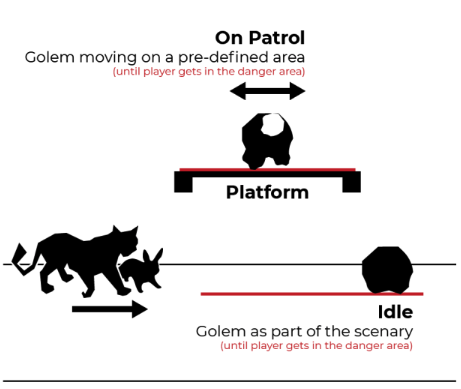 On Patrol
Golem moving on a pre-defined area
(until player gets in the danger area)
Platform
Idle
Golem as part of the scenary
(until player gets in the danger area)